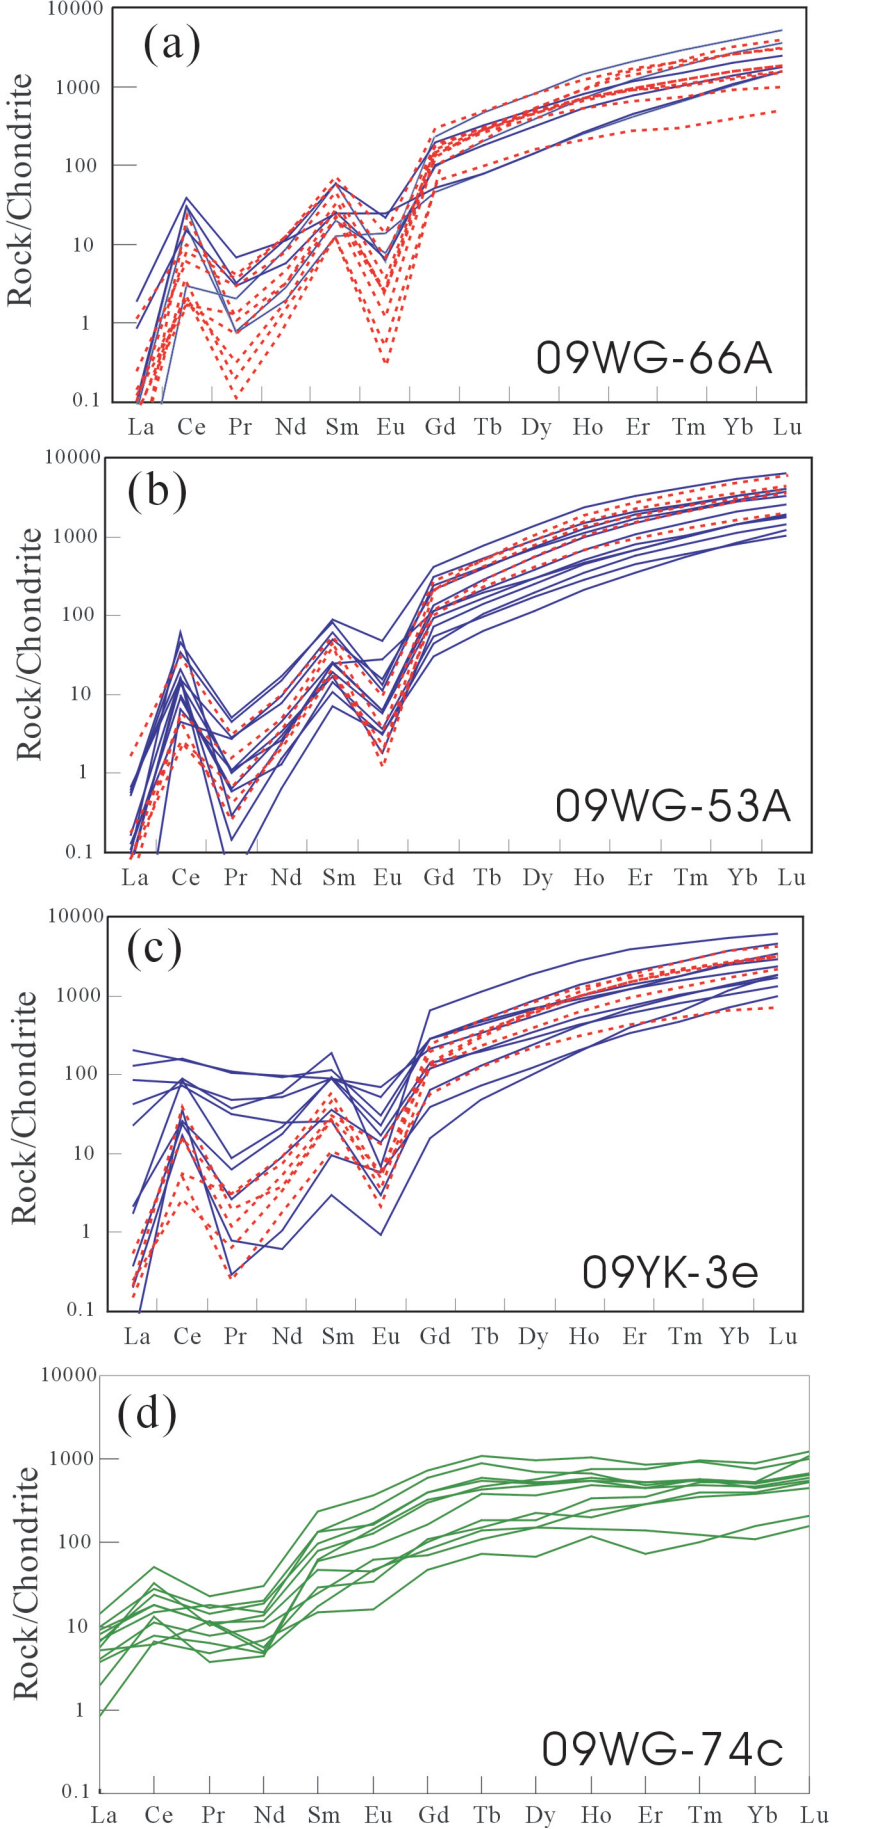 (a)
Rock/Chondrite
10000
1000
100
10
1
0.1
09WG-66A
La Ce Pr Nd Sm Eu Gd Tb Dy Ho Er Tm Yb Lu
(b)
Rock/Chondrite
10000
1000
100
10
1
0.1
09WG-53A
La Ce Pr Nd Sm Eu Gd Tb Dy Ho Er Tm Yb Lu
(c)
Rock/Chondrite
10000
1000
100
10
1
0.1
09YK-3e
La Ce Pr Nd Sm Eu Gd Tb Dy Ho Er Tm Yb Lu
(d)
Rock/Chondrite
10000
1000
100
10
1
0.1
09WG-74c
La Ce Pr Nd Sm Eu Gd Tb Dy Ho Er Tm Yb Lu